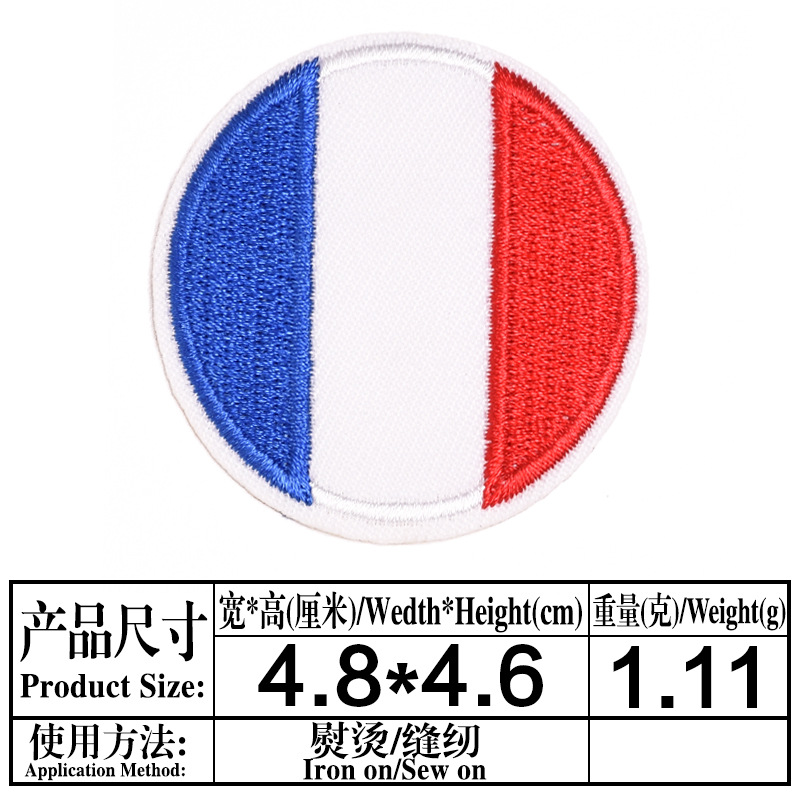 产品尺寸
Product Size:
宽*高(厘米)/Wedth*Height(cm)
4.8*4.6
重量(克)/Weight(g)
1.11
使用方法:
Application Method:
熨烫/缝纫
Iron on/Sew on